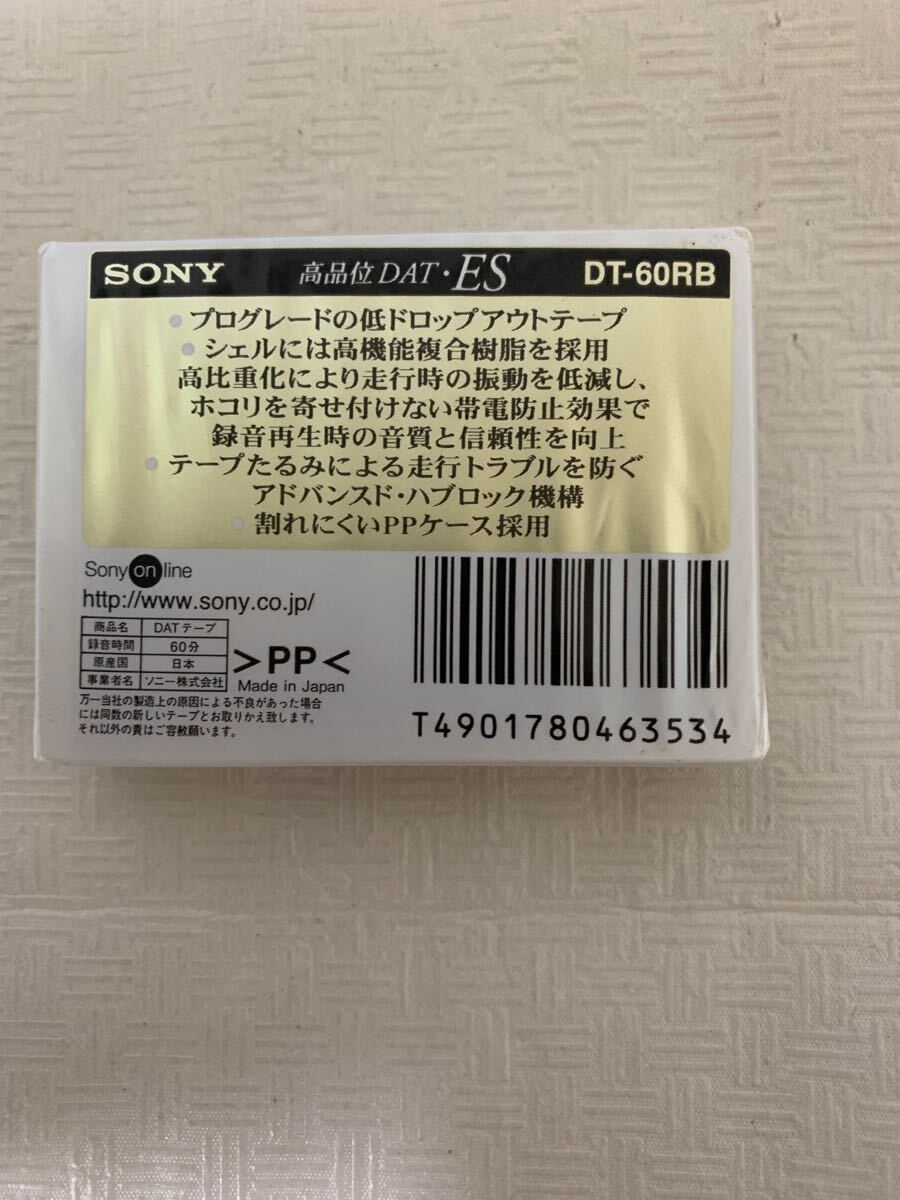 SONY 高品位 DAT・ES DT-60RB
プログレードの低ドロップアウトテープ
シェルには高機能複合樹脂を採用
高比重化により走行時の振動を低減し、
ホコリを寄せ付けない帯電防止効果で
録音再生時の音質と信頼性を向上
テープたるみによる走行トラブルを防ぐ
アドバンスド・ハブロック機構
割れにくいPPケース採用
Sony on line
http://www.sony.co.jp/
商品名 DATテープ
録音時間 60分
原産国 日本
事業者名 ソニー株式会社
>PP<
Made in Japan
万一当社の製造上の原因による不良があった場合
には同数の新しいテープとお取りかえ致します。
それ以外の責はご容赦願います。
T4901780463534